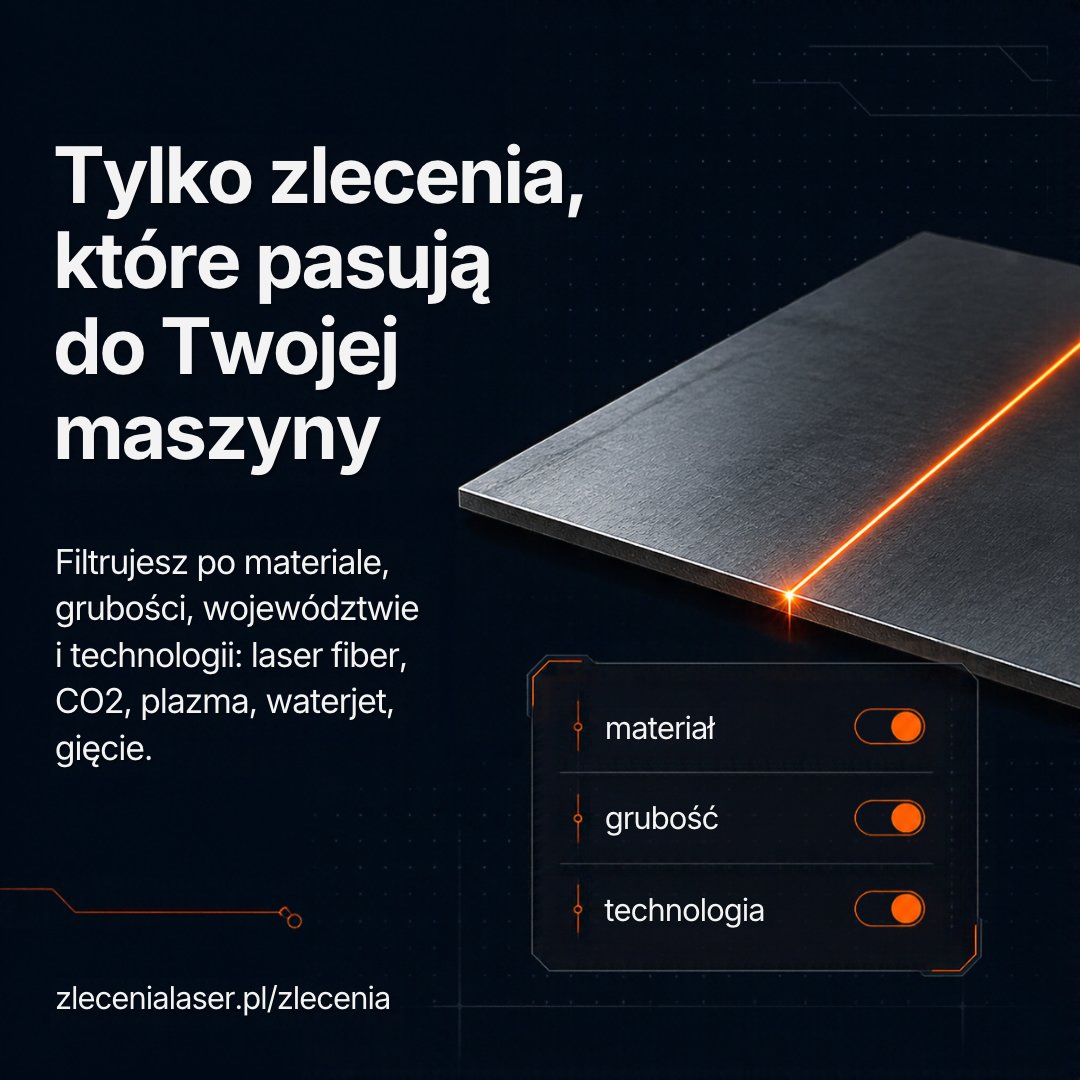 Tylko zlecenia,
które pasują
do Twojej
maszyny
Filtrujesz po materiale,
grubości, województwie
i technologii: laser fiber,
CO2, plazma, waterjet,
gięcie.
materiał
grubość
technologia
zlecenialaser.pl/zlecenia